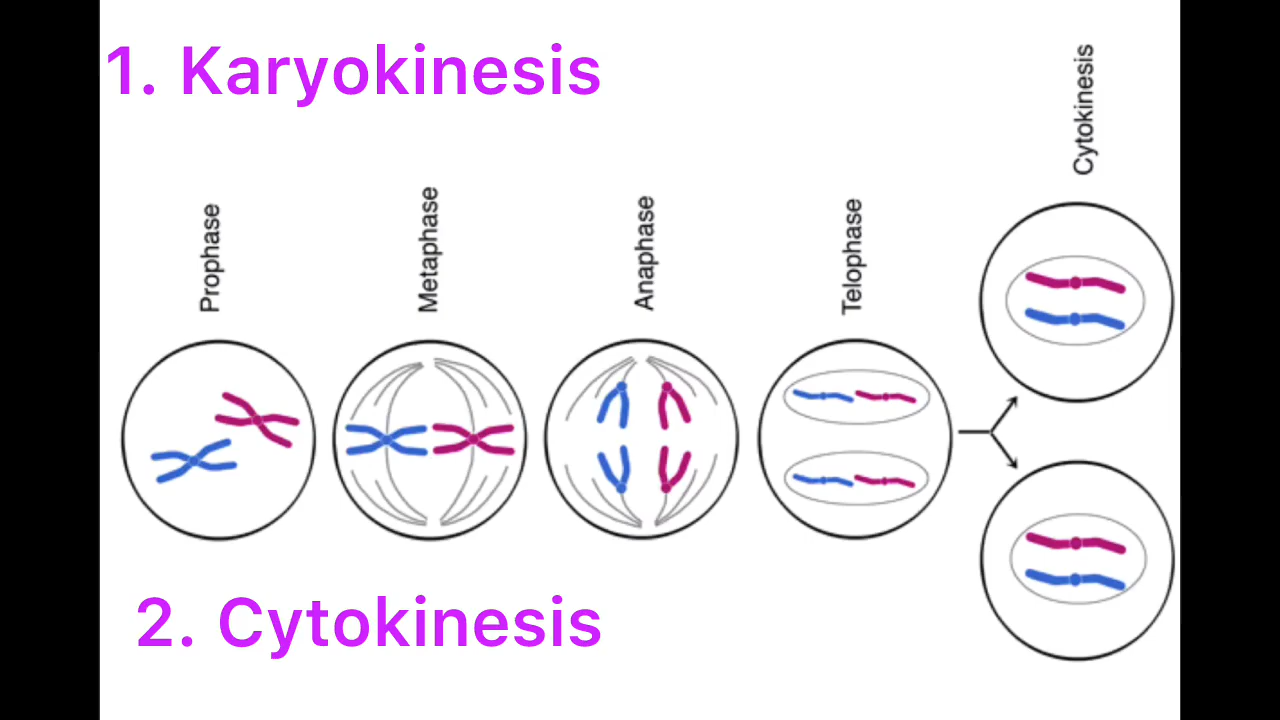 1. Karyokinesis
Prophase
Metaphase
Anaphase
Telophase
Cytokinesis
2. Cytokinesis